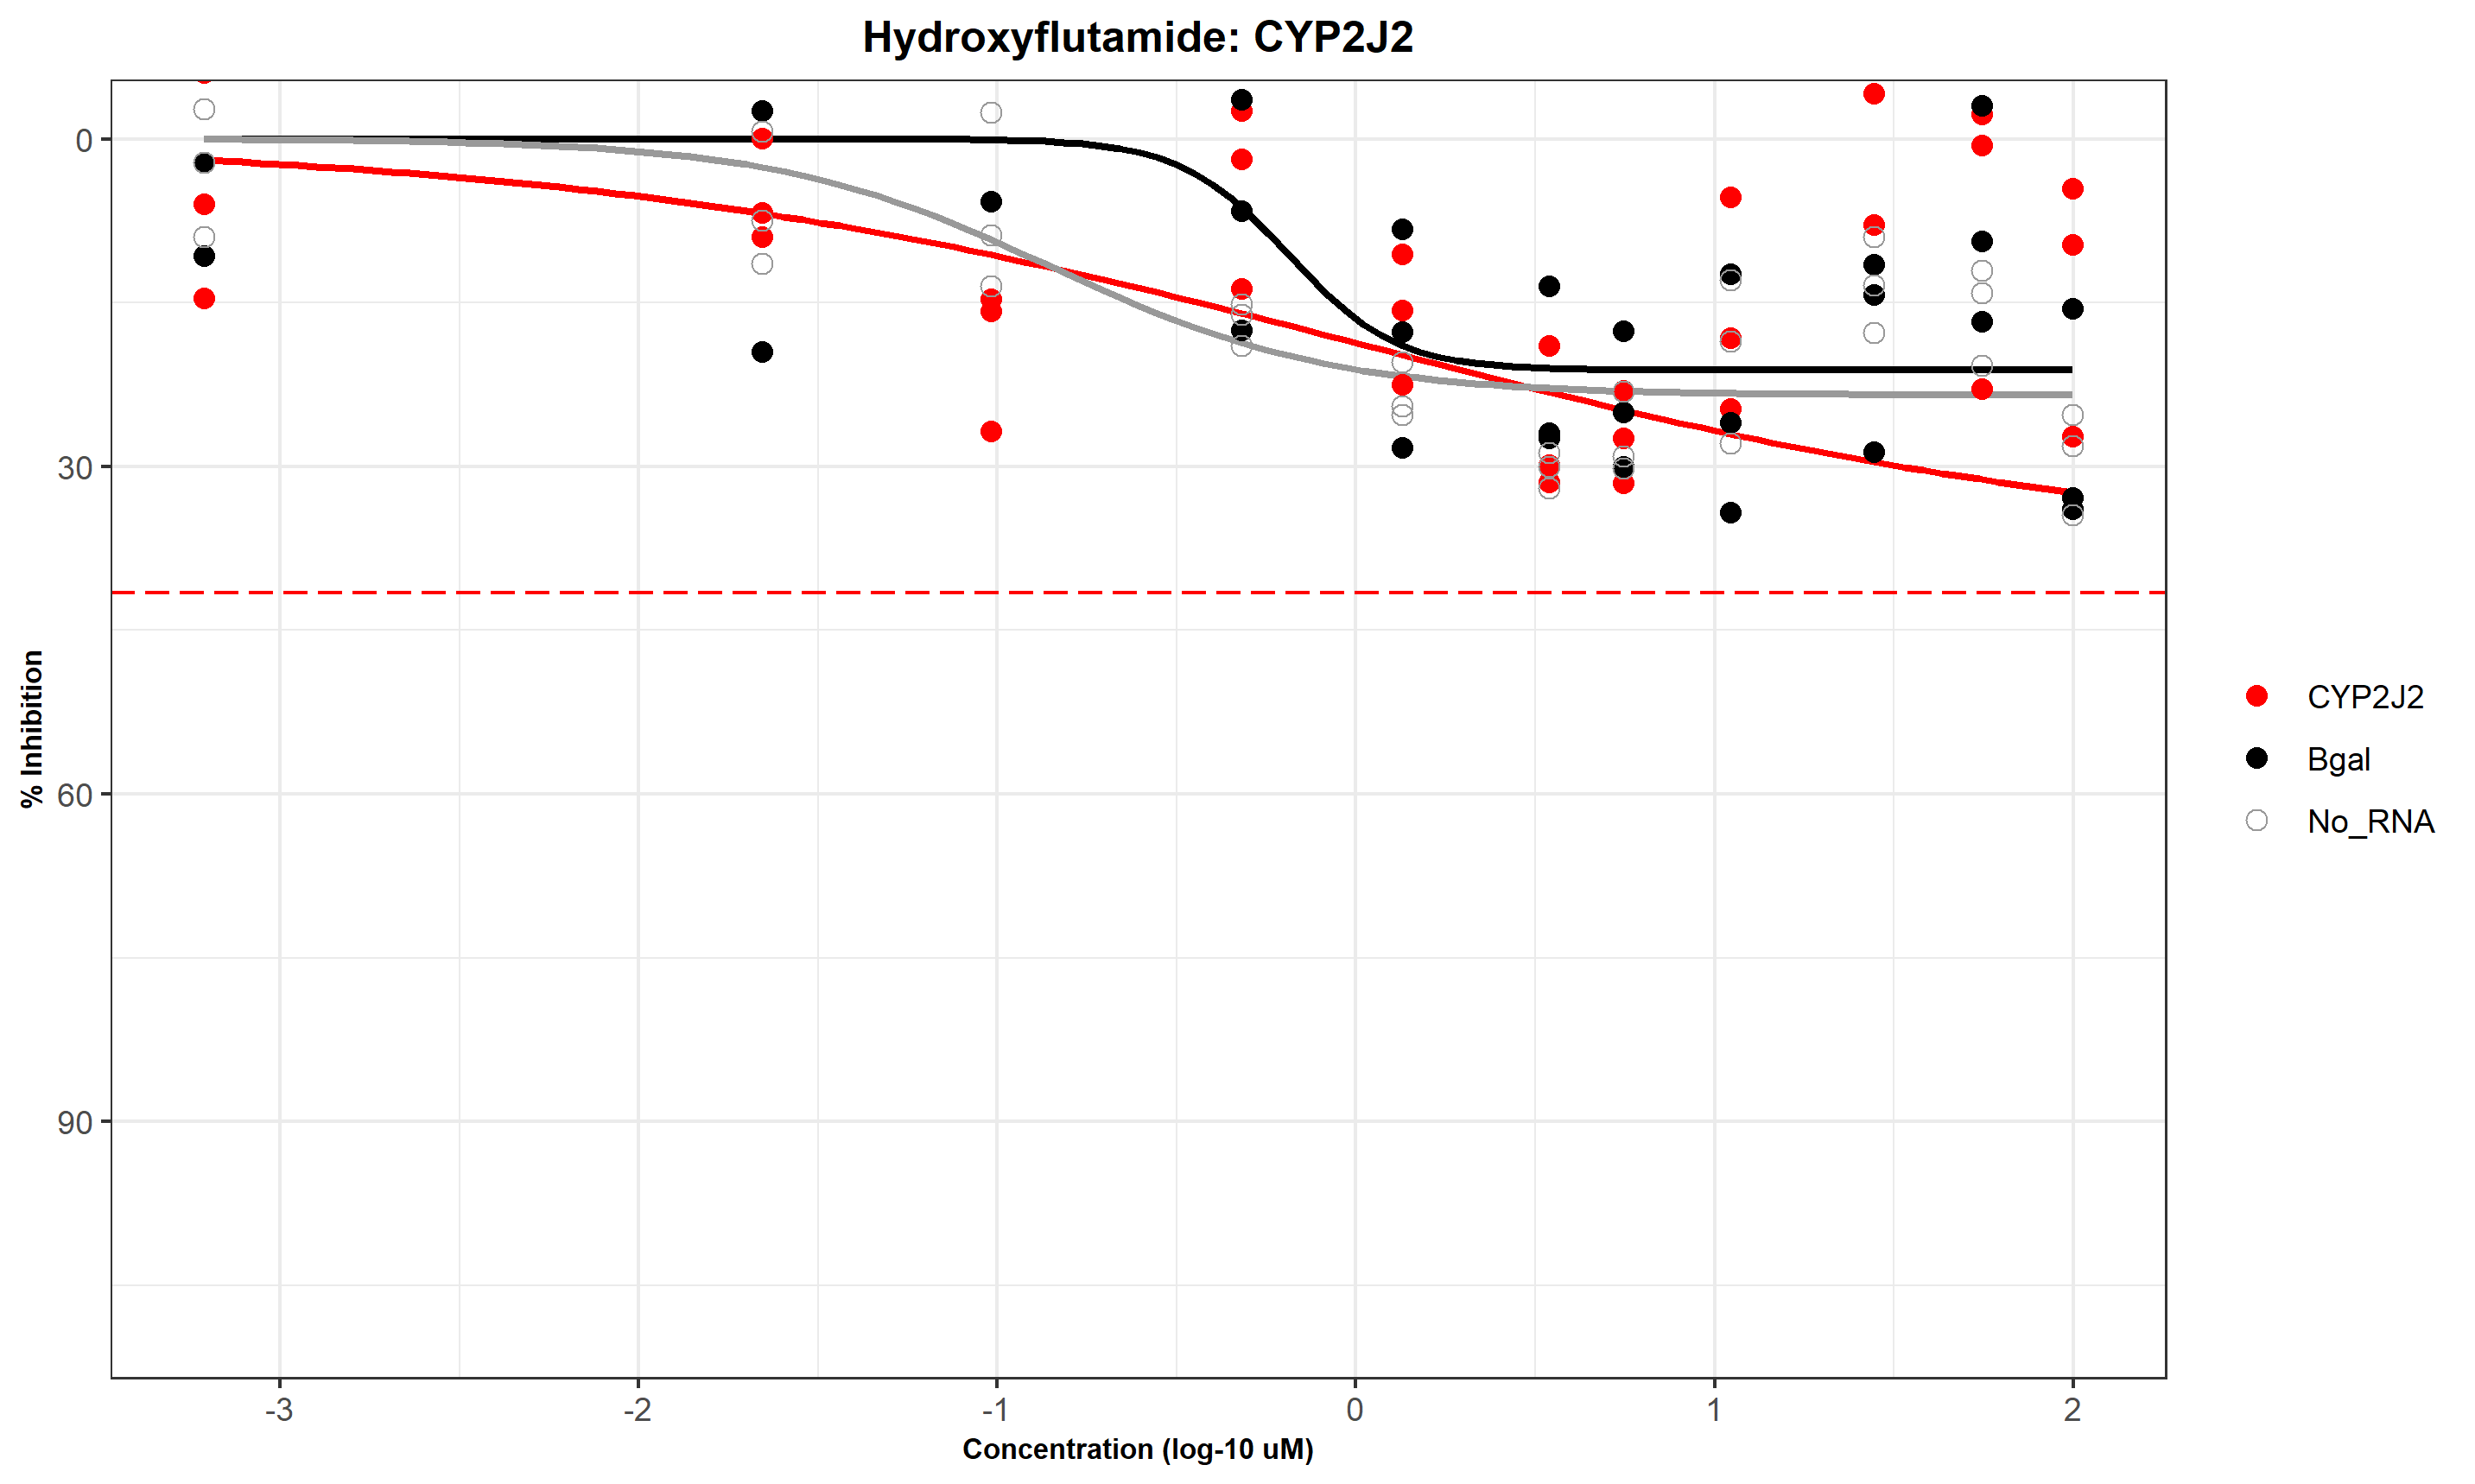 Hydroxyflutamide: CYP2J2
% Inhibition
0
30
60
90
-3
-2
-1
0
1
2
Concentration (log-10 uM)
CYP2J2
Bgal
No_RNA